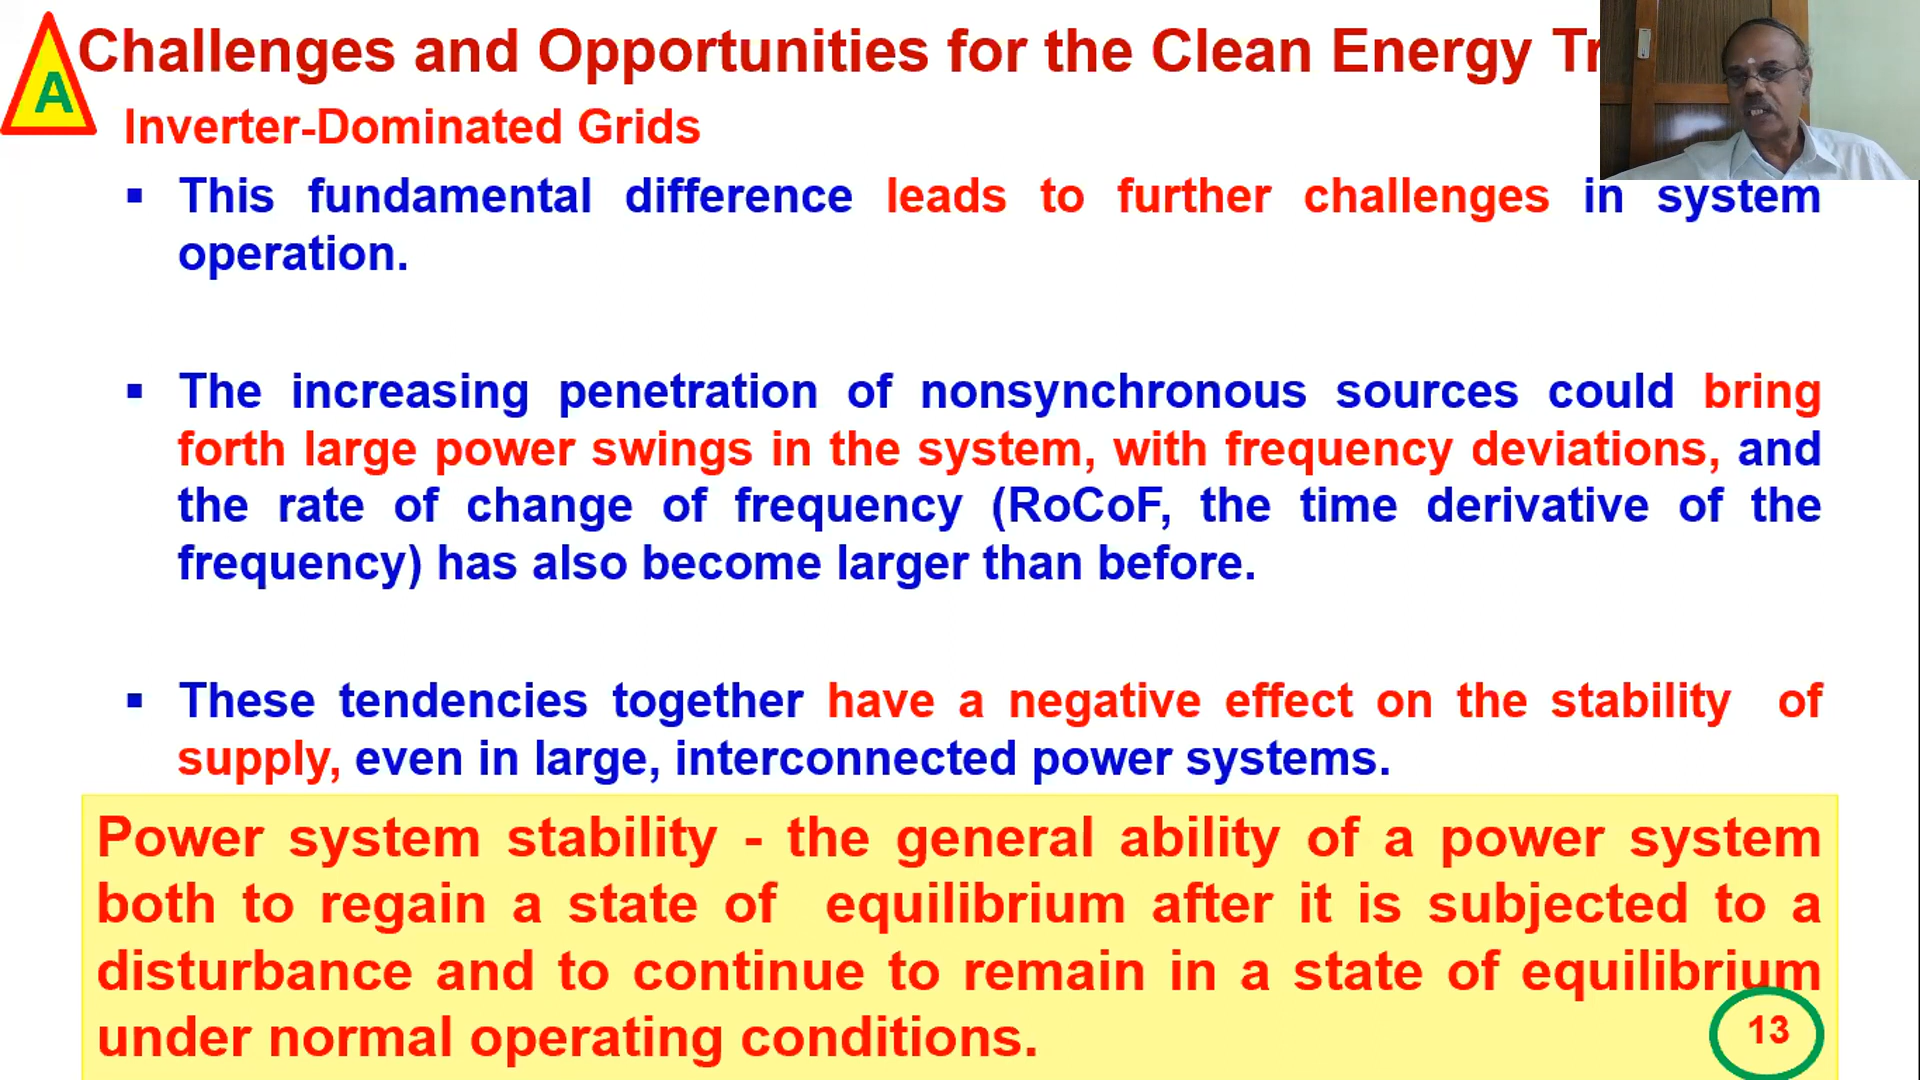 A
Challenges and Opportunities for the Clean Energy
Inverter-Dominated Grids
▪ This fundamental difference leads to further challenges in system
operation.
▪ The increasing penetration of nonsynchronous sources could bring
forth large power swings in the system, with frequency deviations, and
the rate of change of frequency (RoCoF, the time derivative of the
frequency) has also become larger than before.
▪ These tendencies together have a negative effect on the stability of
supply, even in large, interconnected power systems.
Power system stability - the general ability of a power system
both to regain a state of equilibrium after it is subjected to a
disturbance and to continue to remain in a state of equilibrium
under normal operating conditions.
13